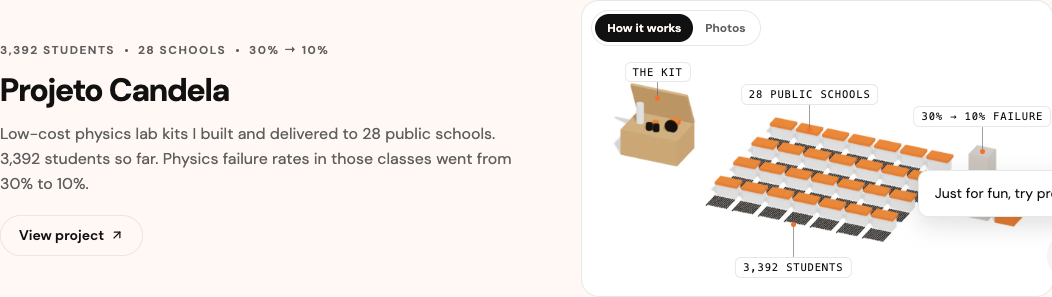 3,392 STUDENTS • 28 SCHOOLS • 30% → 10%
Projeto Candela
Low-cost physics lab kits I built and delivered to 28 public schools.
3,392 students so far. Physics failure rates in those classes went from
30% to 10%.
View project ↗
How it works Photos
THE KIT
28 PUBLIC SCHOOLS
30% → 10% FAILURE
Just for fun, try
3,392 STUDENTS